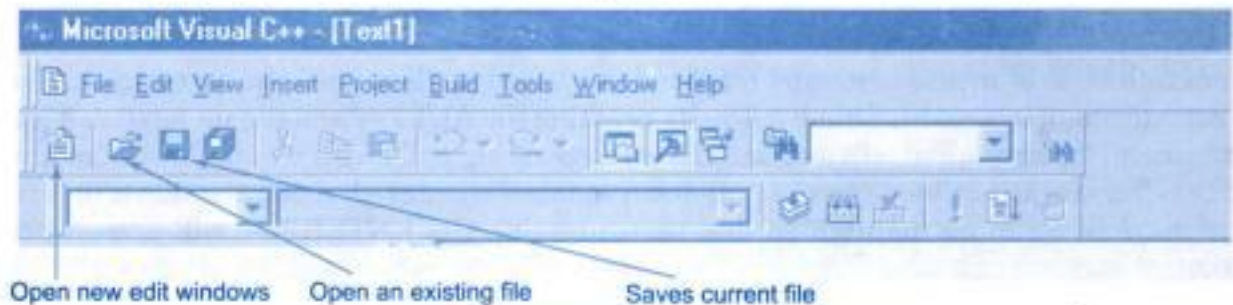 Microsoft Visual C++ - [Text1]
File Edit View Insert Project Build Tools Window Help
Open new edit windows Open an existing file Saves current file